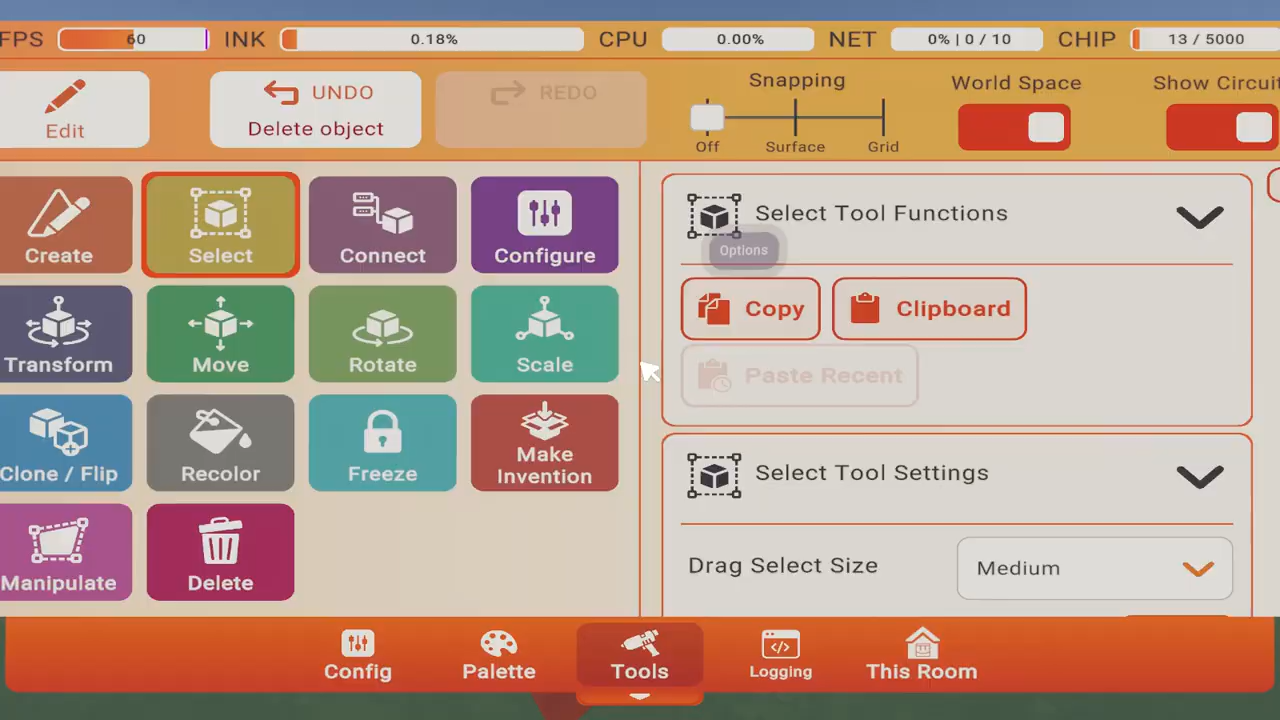 FPS 60 INK 0.18% CPU 0.00% NET 0% | 0 / 10 CHIP 13 / 5000
Edit
UNDO
Delete object
REDO
Snapping
Off Surface Grid
World Space
Show Circuit
Create Select Connect Configure
Transform Move Rotate Scale
Clone / Flip Recolor Freeze Make Invention
Manipulate Delete
Select Tool Functions
Options
Copy Clipboard
Paste Recent
Select Tool Settings
Drag Select Size Medium
Config Palette Tools Logging This Room